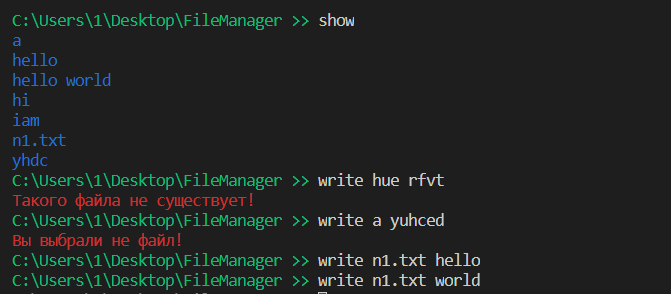 C:\Users\1\Desktop\FileManager >> show
a
hello
hello world
hi
iam
n1.txt
yhdc
C:\Users\1\Desktop\FileManager >> write hue rfvt
Такого файла не существует!
C:\Users\1\Desktop\FileManager >> write a yuhced
Вы выбрали не файл!
C:\Users\1\Desktop\FileManager >> write n1.txt hello
C:\Users\1\Desktop\FileManager >> write n1.txt world